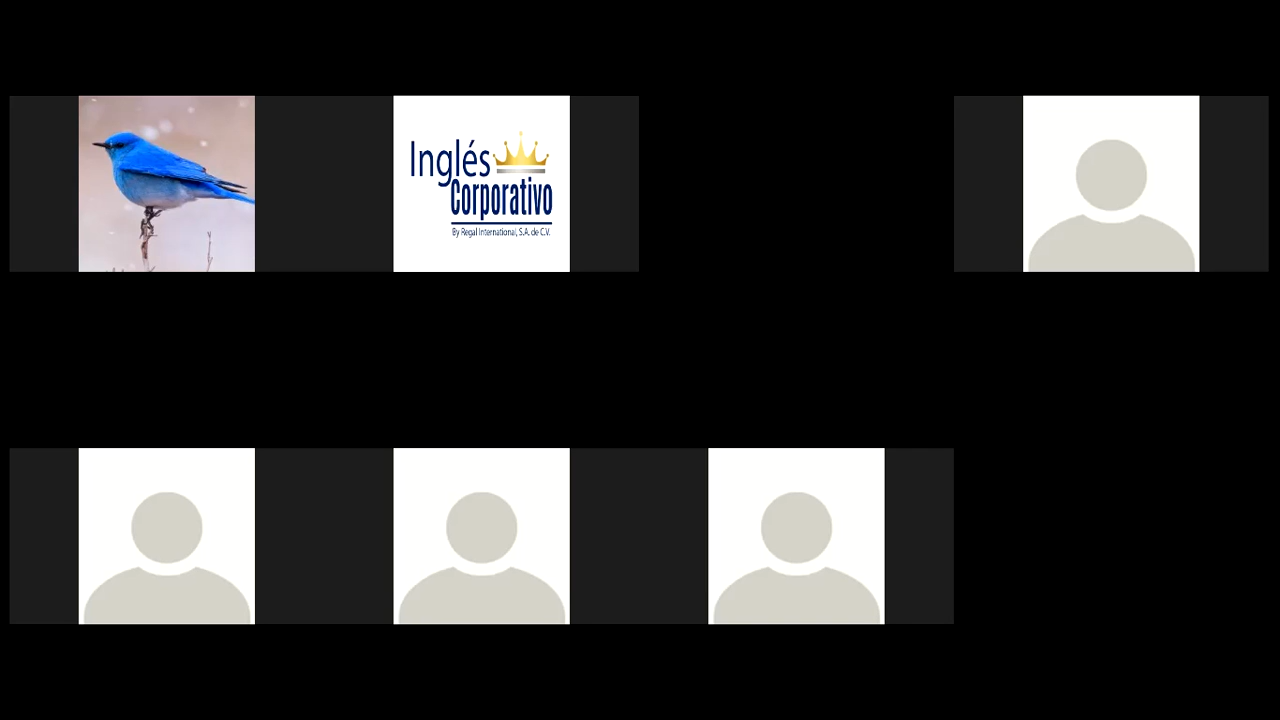 Inglés
Corporativo
By Regal International, S.A. de C.V.